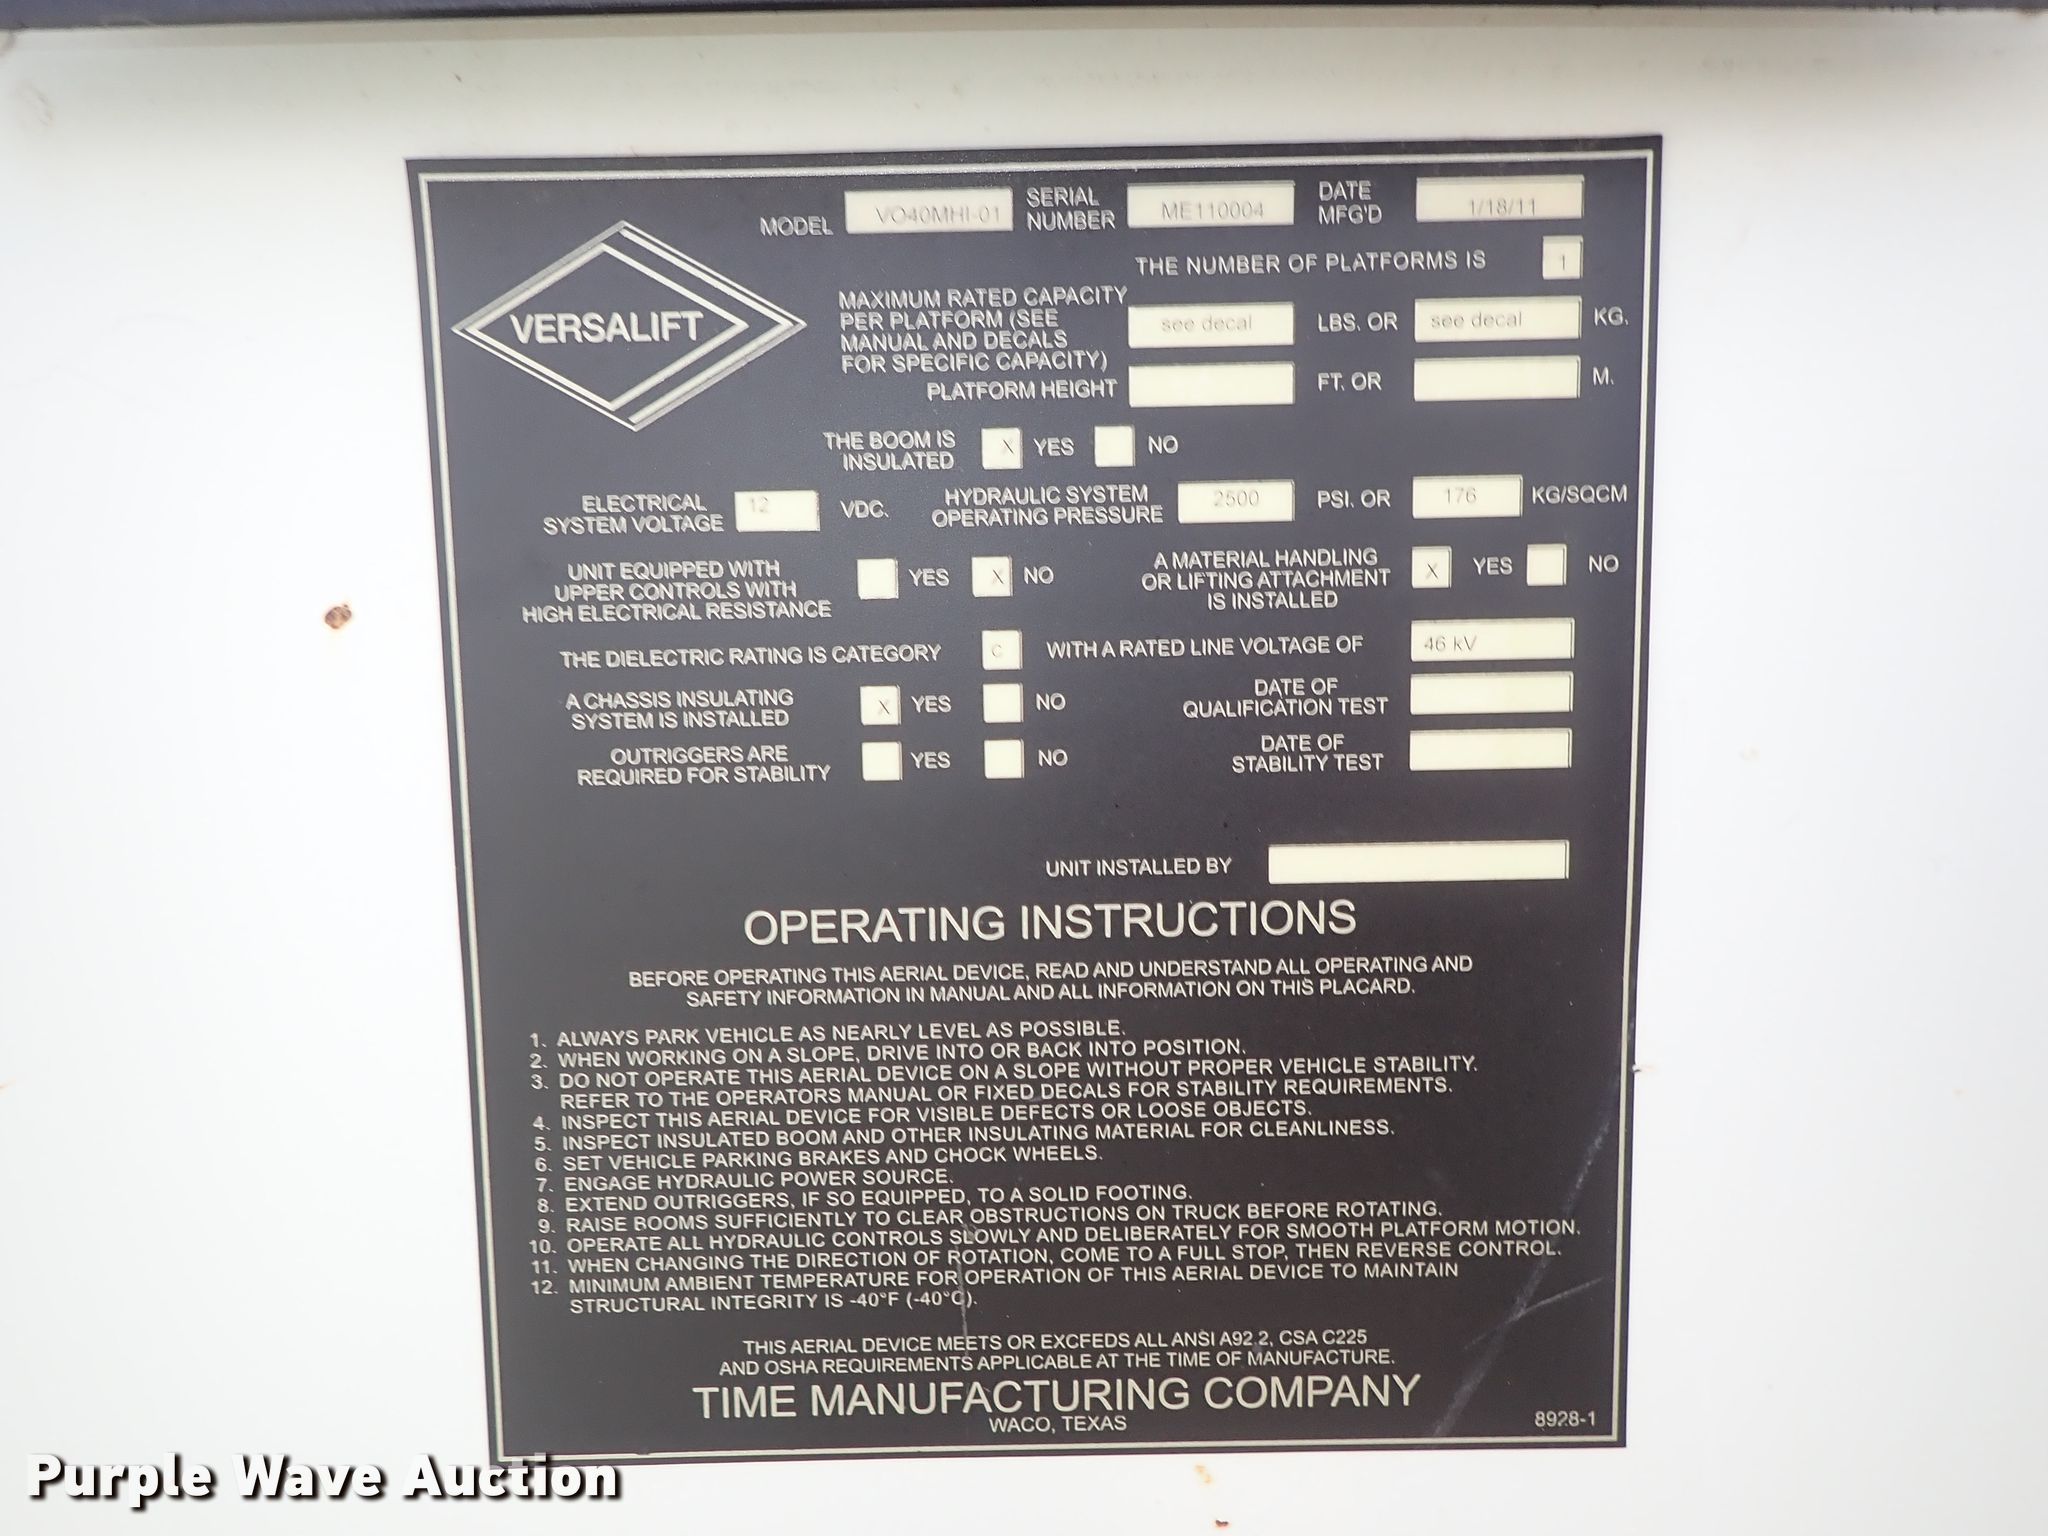 MODEL VO40MHI-01 SERIAL NUMBER ME110004 DATE MFG'D 1/18/11
THE NUMBER OF PLATFORMS IS 1
VERSALIFT
MAXIMUM RATED CAPACITY
PER PLATFORM (SEE
MANUAL AND DECALS
FOR SPECIFIC CAPACITY) see decal LBS. OR see decal KG.
PLATFORM HEIGHT FT. OR M.
THE BOOM IS
INSULATED X YES NO
ELECTRICAL
SYSTEM VOLTAGE 12 VDC.
HYDRAULIC SYSTEM
OPERATING PRESSURE 2500 PSI. OR 176 KG/SQCM
UNIT EQUIPPED WITH
UPPER CONTROLS WITH
HIGH ELECTRICAL RESISTANCE YES X NO
A MATERIAL HANDLING
OR LIFTING ATTACHMENT
IS INSTALLED X YES NO
THE DIELECTRIC RATING IS CATEGORY C WITH A RATED LINE VOLTAGE OF 46 kV
A CHASSIS INSULATING
SYSTEM IS INSTALLED X YES NO
DATE OF
QUALIFICATION TEST
OUTRIGGERS ARE
REQUIRED FOR STABILITY YES NO
DATE OF
STABILITY TEST
UNIT INSTALLED BY
OPERATING INSTRUCTIONS
BEFORE OPERATING THIS AERIAL DEVICE, READ AND UNDERSTAND ALL OPERATING AND
SAFETY INFORMATION IN MANUAL AND ALL INFORMATION ON THIS PLACARD.
1. ALWAYS PARK VEHICLE AS NEARLY LEVEL AS POSSIBLE.
2. WHEN WORKING ON A SLOPE, DRIVE INTO OR BACK INTO POSITION.
3. DO NOT OPERATE THIS AERIAL DEVICE ON A SLOPE WITHOUT PROPER VEHICLE STABILITY.
REFER TO THE OPERATORS MANUAL OR FIXED DECALS FOR STABILITY REQUIREMENTS.
4. INSPECT THIS AERIAL DEVICE FOR VISIBLE DEFECTS OR LOOSE OBJECTS.
5. INSPECT INSULATED BOOM AND OTHER INSULATING MATERIAL FOR CLEANLINESS.
6. SET VEHICLE PARKING BRAKES AND CHOCK WHEELS.
7. ENGAGE HYDRAULIC POWER SOURCE.
8. EXTEND OUTRIGGERS, IF SO EQUIPPED, TO A SOLID FOOTING.
9. RAISE BOOMS SUFFICIENTLY TO CLEAR OBSTRUCTIONS ON TRUCK BEFORE ROTATING.
10. OPERATE ALL HYDRAULIC CONTROLS SLOWLY AND DELIBERATELY FOR SMOOTH PLATFORM MOTION.
11. WHEN CHANGING THE DIRECTION OF ROTATION, COME TO A FULL STOP, THEN REVERSE CONTROL.
12. MINIMUM AMBIENT TEMPERATURE FOR OPERATION OF THIS AERIAL DEVICE TO MAINTAIN
STRUCTURAL INTEGRITY IS -40°F (-40°C).
THIS AERIAL DEVICE MEETS OR EXCEEDS ALL ANSI A92.2, CSA C225
AND OSHA REQUIREMENTS APPLICABLE AT THE TIME OF MANUFACTURE.
TIME MANUFACTURING COMPANY
WACO, TEXAS
8928-1
Purple Wave Auction